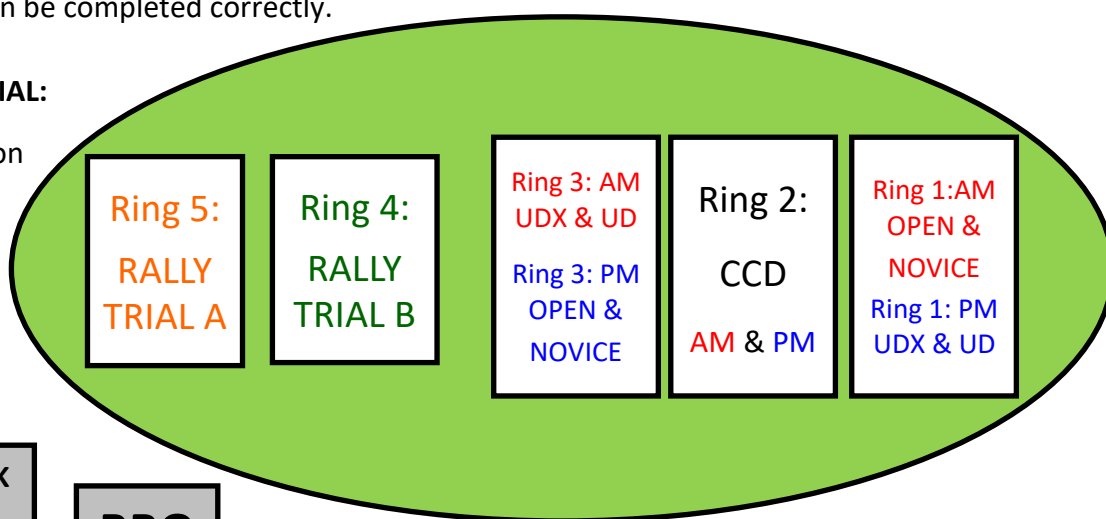 n be completed correctly.
IAL:
on
Ring 5:
RALLY
TRIAL A
Ring 4:
RALLY
TRIAL B
Ring 3: AM
UDX & UD
Ring 3: PM
OPEN &
NOVICE
Ring 2:
CCD
AM & PM
Ring 1:AM
OPEN &
NOVICE
Ring 1: PM
UDX & UD
X